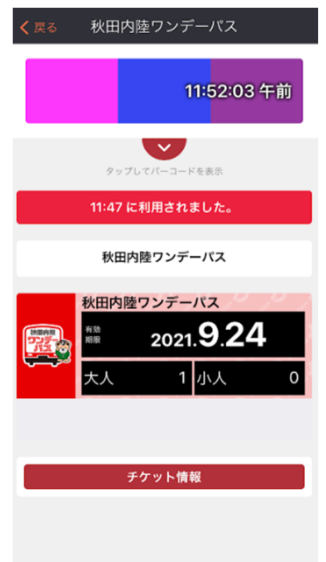 戻る
秋田内陸ワンデーパス
11:52:03 午前
タップしてバーコードを表示
11:47 に利用されました。
秋田内陸ワンデーパス
秋田内陸ワンデーパス
有効
期限
2021.9.24
大人 1 小人 0
秋田内陸
ワンデー
パス
チケット情報